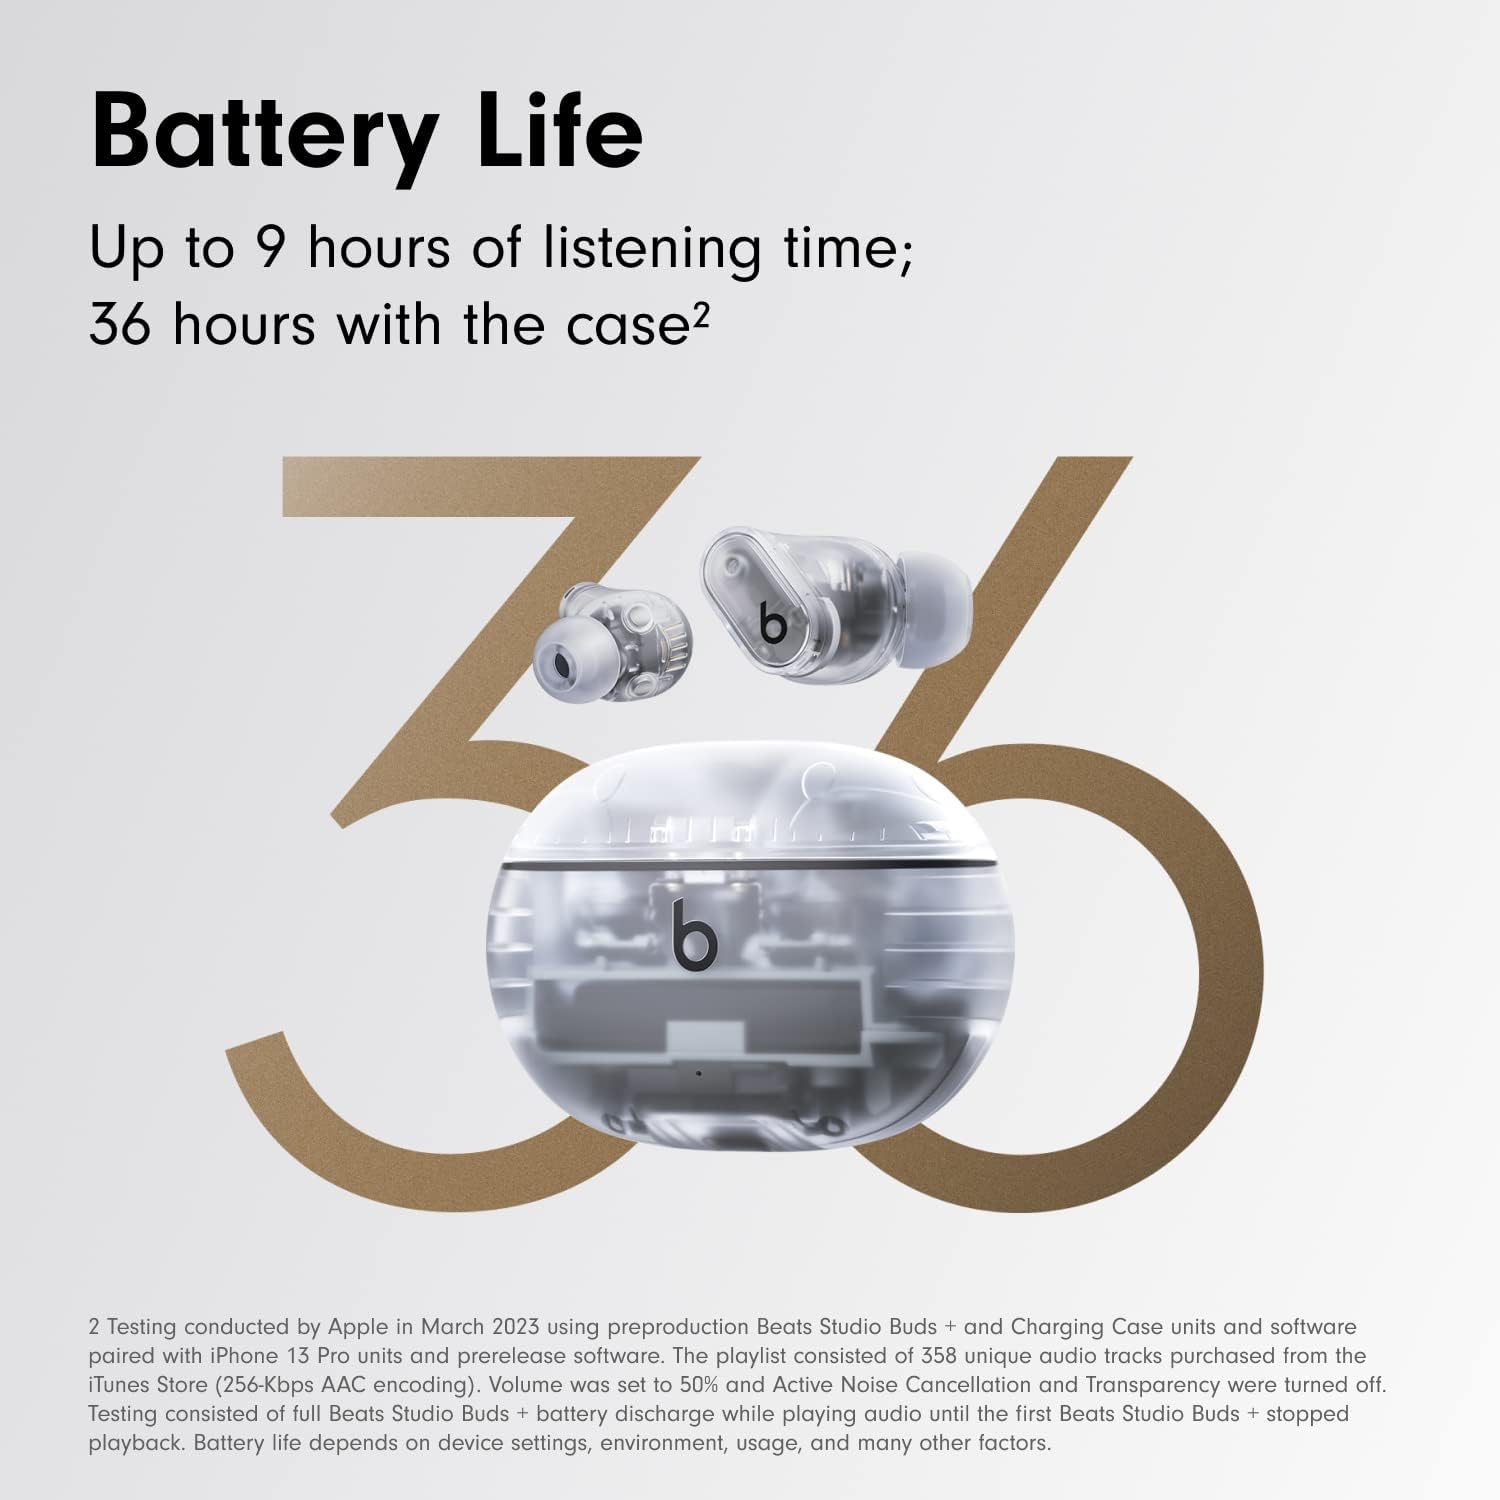 Battery Life
Up to 9 hours of listening time;
36 hours with the case²
36
b
b
2 Testing conducted by Apple in March 2023 using preproduction Beats Studio Buds + and Charging Case units and software
paired with iPhone 13 Pro units and prerelease software. The playlist consisted of 358 unique audio tracks purchased from the
iTunes Store (256-Kbps AAC encoding). Volume was set to 50% and Active Noise Cancellation and Transparency were turned off.
Testing consisted of full Beats Studio Buds + battery discharge while playing audio until the first Beats Studio Buds + stopped
playback. Battery life depends on device settings, environment, usage, and many other factors.